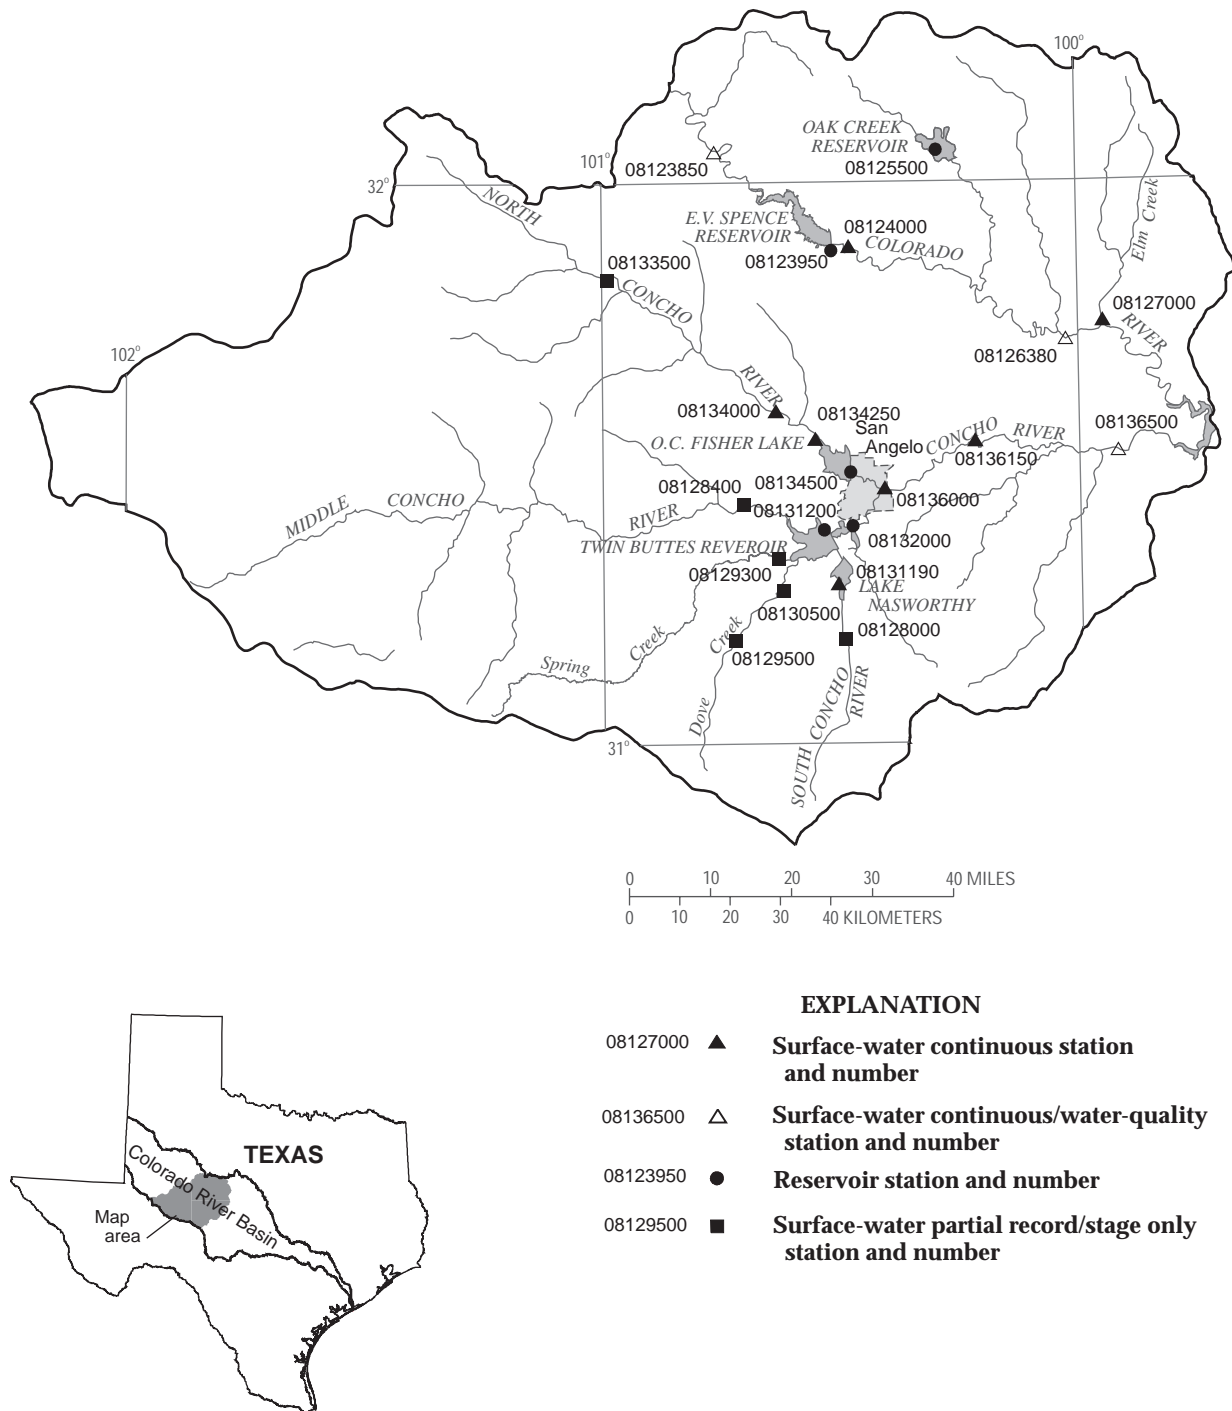 100°
OAK CREEK
RESERVOIR
08125500
08123850
101°
32°
NORTH
E.V. SPENCE
RESERVOIR
08124000
COLORADO
08123950
Elm Creek
08133500
CONCHO
08127000
RIVER
08126380
102°
RIVER
08134000
08134250
San
Angelo
O.C. FISHER LAKE
CONCHO
RIVER
08136500
08136150
08134500
08128400
08131200
08136000
MIDDLE
CONCHO
RIVER
08132000
TWIN BUTTES REVEROIR
08129300
08131190
LAKE
NASWORTHY
08130500
08128000
Creek
Creek
08129500
Spring
Dove
SOUTH CONCHO
RIVER
31°
0 10 20 30 40 MILES
0 10 20 30 40 KILOMETERS
EXPLANATION
08127000 Surface-water continuous station
and number
08136500 Surface-water continuous/water-quality
station and number
08123950 Reservoir station and number
08129500 Surface-water partial record/stage only
station and number
TEXAS
Colorado River Basin
Map
area